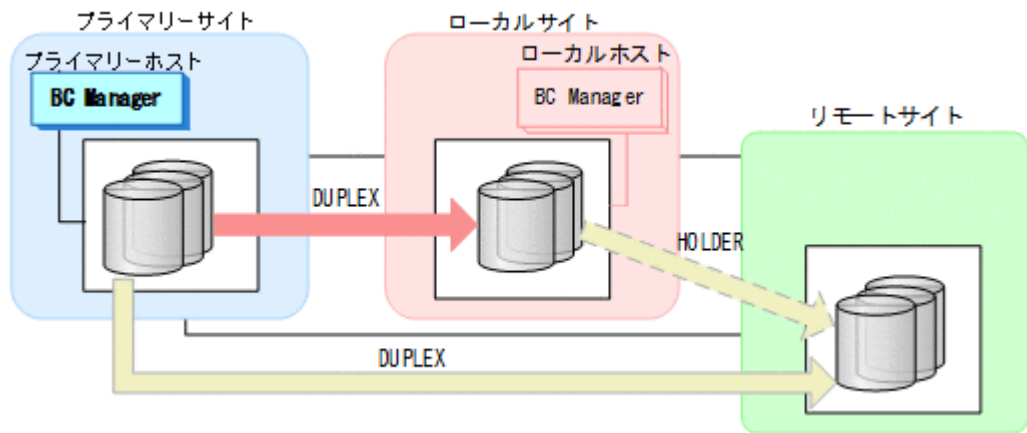 プライマリーサイト
ローカルサイト
プライマリーホスト
ローカルホスト
BC Manager
BC Manager
リモートサイト
DUPLEX
HOLDER
DUPLEX